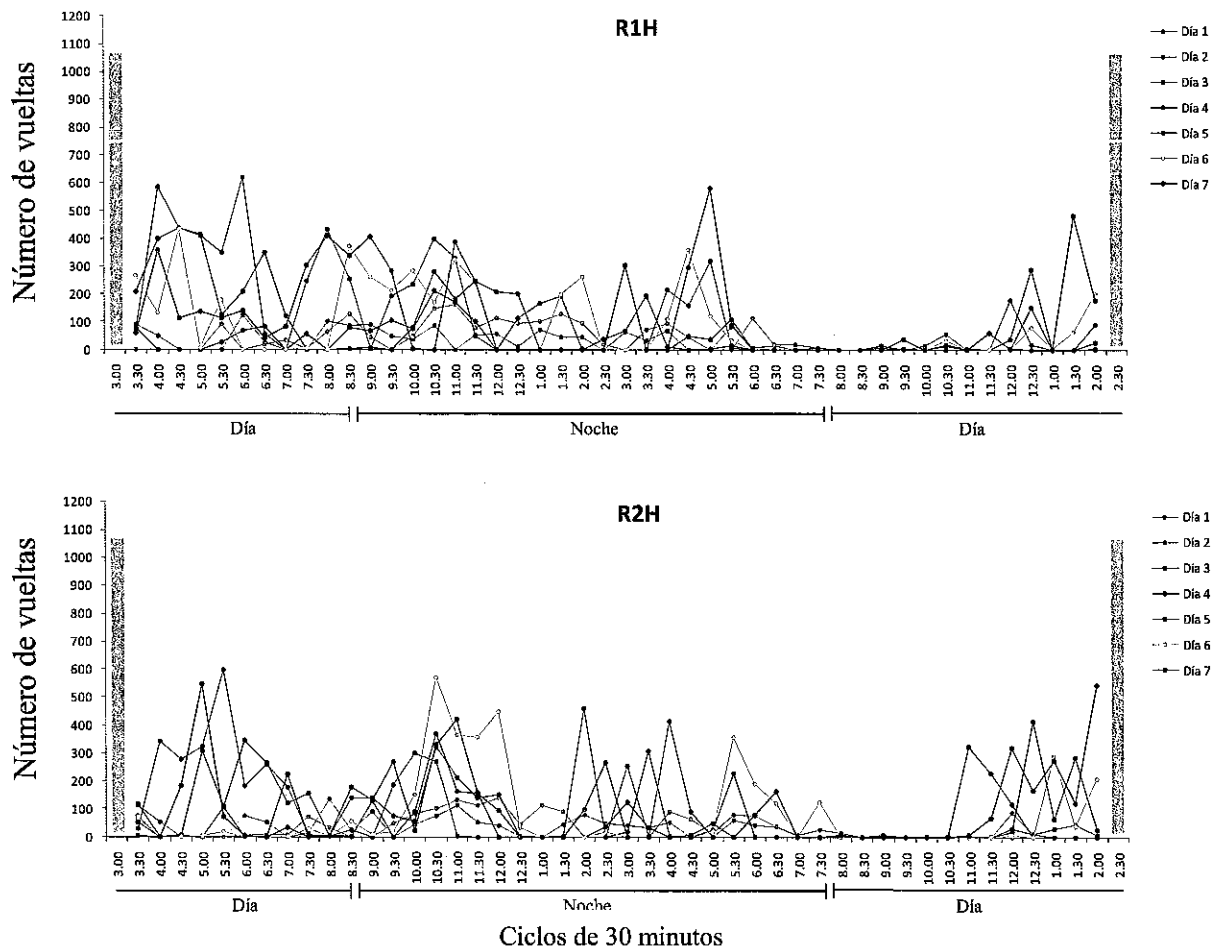 R1H
Número de vueltas
1200
1100
1000
900
800
700
600
500
400
300
200
100
0
Día 1
Día 2
Día 3
Día 4
Día 5
Día 6
Día 7
3.00 3.30 4.00 4.30 5.00 5.30 6.00 6.30 7.00 7.30 8.00 8.30 9.00 9.30 10.00 10.30 11.00 11.30 12.00 12.30 1.00 1.30 2.00 2.30 3.00 3.30 4.00 4.30 5.00 5.30 6.00 6.30 7.00 7.30 8.00 8.30 9.00 9.30 10.00 10.30 11.00 11.30 12.00 12.30 1.00 1.30 2.00 2.30
Día Noche Día
R2H
Número de vueltas
1200
1100
1000
900
800
700
600
500
400
300
200
100
0
Día 1
Día 2
Día 3
Día 4
Día 5
Día 6
Día 7
3.00 3.30 4.00 4.30 5.00 5.30 6.00 6.30 7.00 7.30 8.00 8.30 9.00 9.30 10.00 10.30 11.00 11.30 12.00 12.30 1.00 1.30 2.00 2.30 3.00 3.30 4.00 4.30 5.00 5.30 6.00 6.30 7.00 7.30 8.00 8.30 9.00 9.30 10.00 10.30 11.00 11.30 12.00 12.30 1.00 1.30 2.00 2.30
Día Noche Día
Ciclos de 30 minutos